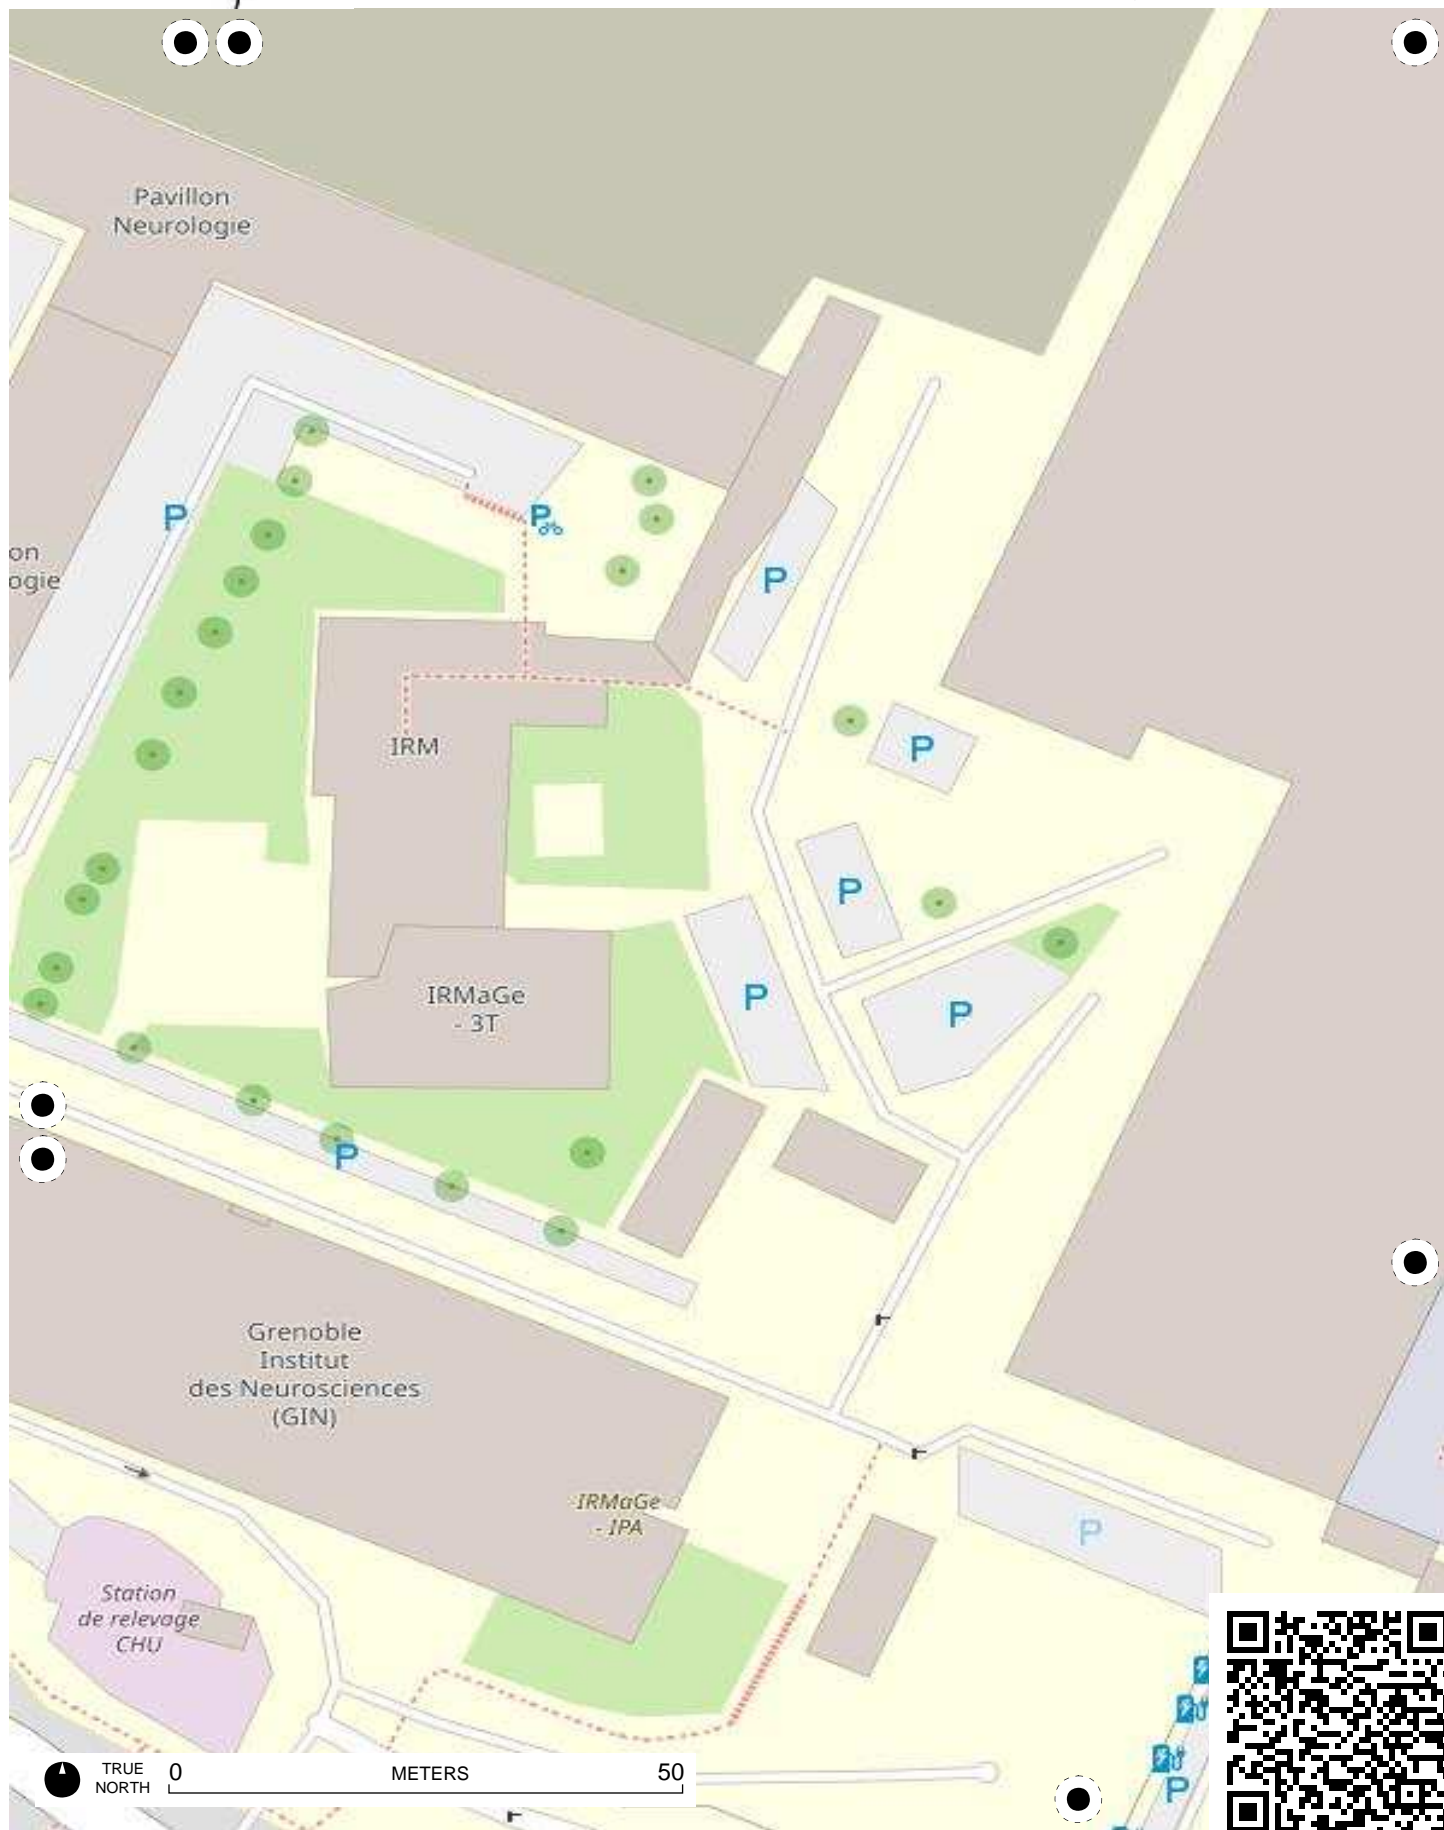 Pavillon
Neurologie
P
P
on
ogie
P
P
IRM
P
P
IRMaGe
- 3T
P
P
P
Grenoble
Institut
des Neurosciences
(GIN)
IRMaGe
- IPA
P
Station
de relevage
CHU
P
TRUE
NORTH
0
METERS
50